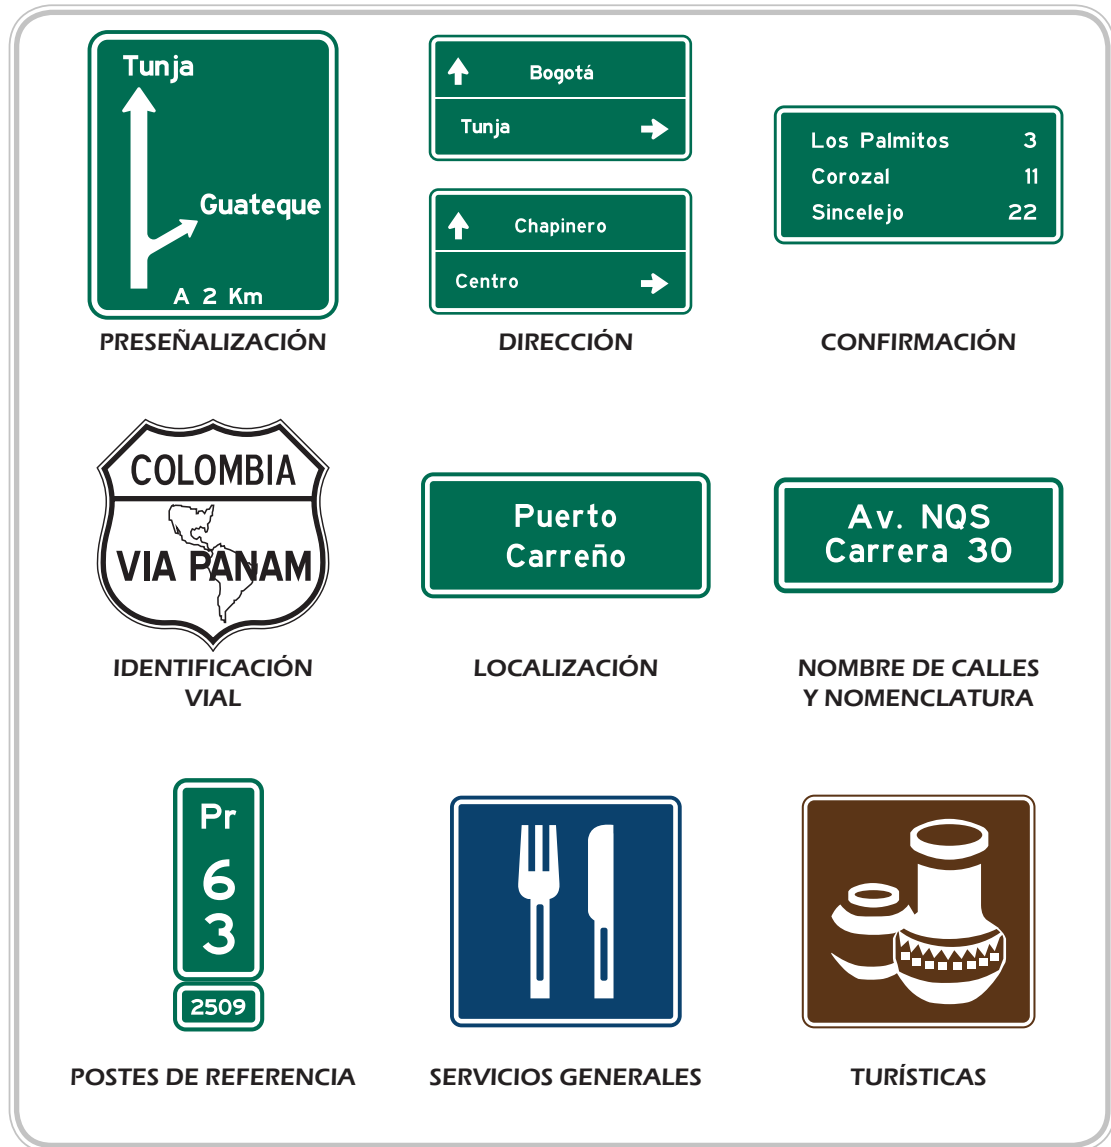 Tunja
Guateque
A 2 Km
PRESEÑALIZACIÓN
Bogotá
Tunja
Chapinero
Centro
DIRECCIÓN
Los Palmitos 3
Corozal 11
Sincelejo 22
CONFIRMACIÓN
COLOMBIA
VIA PANAM
IDENTIFICACIÓN
VIAL
Puerto
Carreño
LOCALIZACIÓN
Av. NQS
Carrera 30
NOMBRE DE CALLES
Y NOMENCLATURA
Pr
6
3
2509
POSTES DE REFERENCIA
SERVICIOS GENERALES
TURÍSTICAS